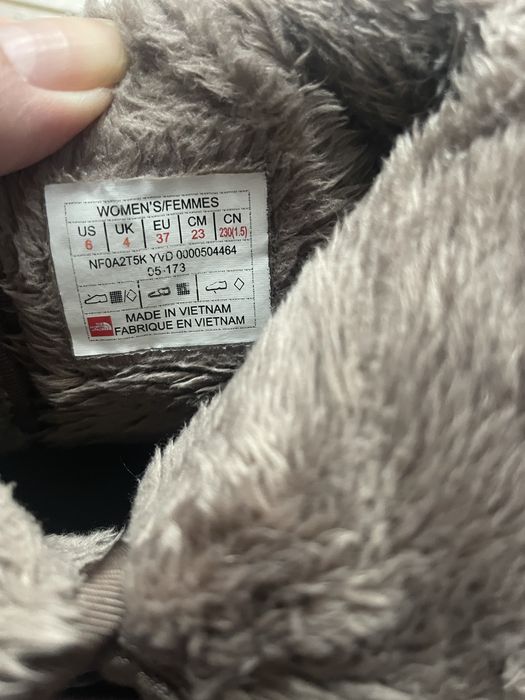 WOMEN'S/FEMMES
US UK EU CM CN
6 4 37 23 230(1.5)
NF0A2T5K YVD 0000504464
05-173
MADE IN VIETNAM
FABRIQUE EN VIETNAM